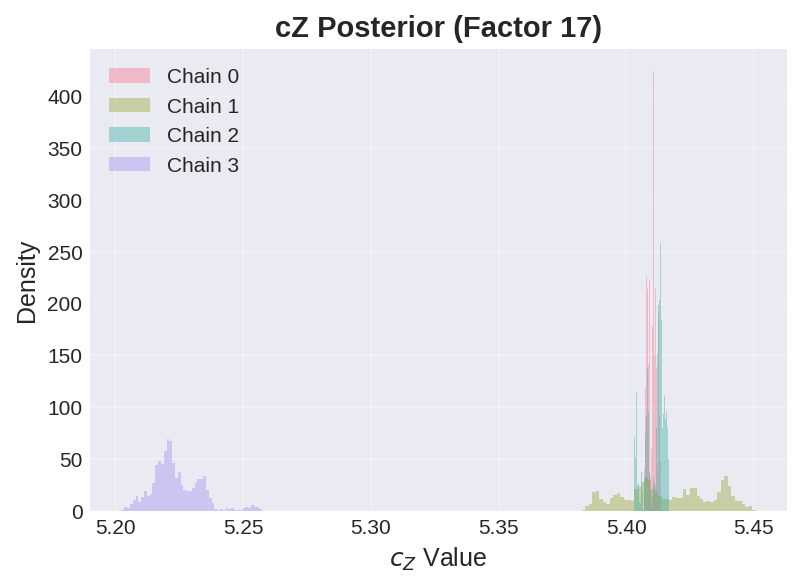 cZ Posterior (Factor 17)
Chain 0
Chain 1
Chain 2
Chain 3
Density
400
350
300
250
200
150
100
50
0
5.20 5.25 5.30 5.35 5.40 5.45
cZ Value